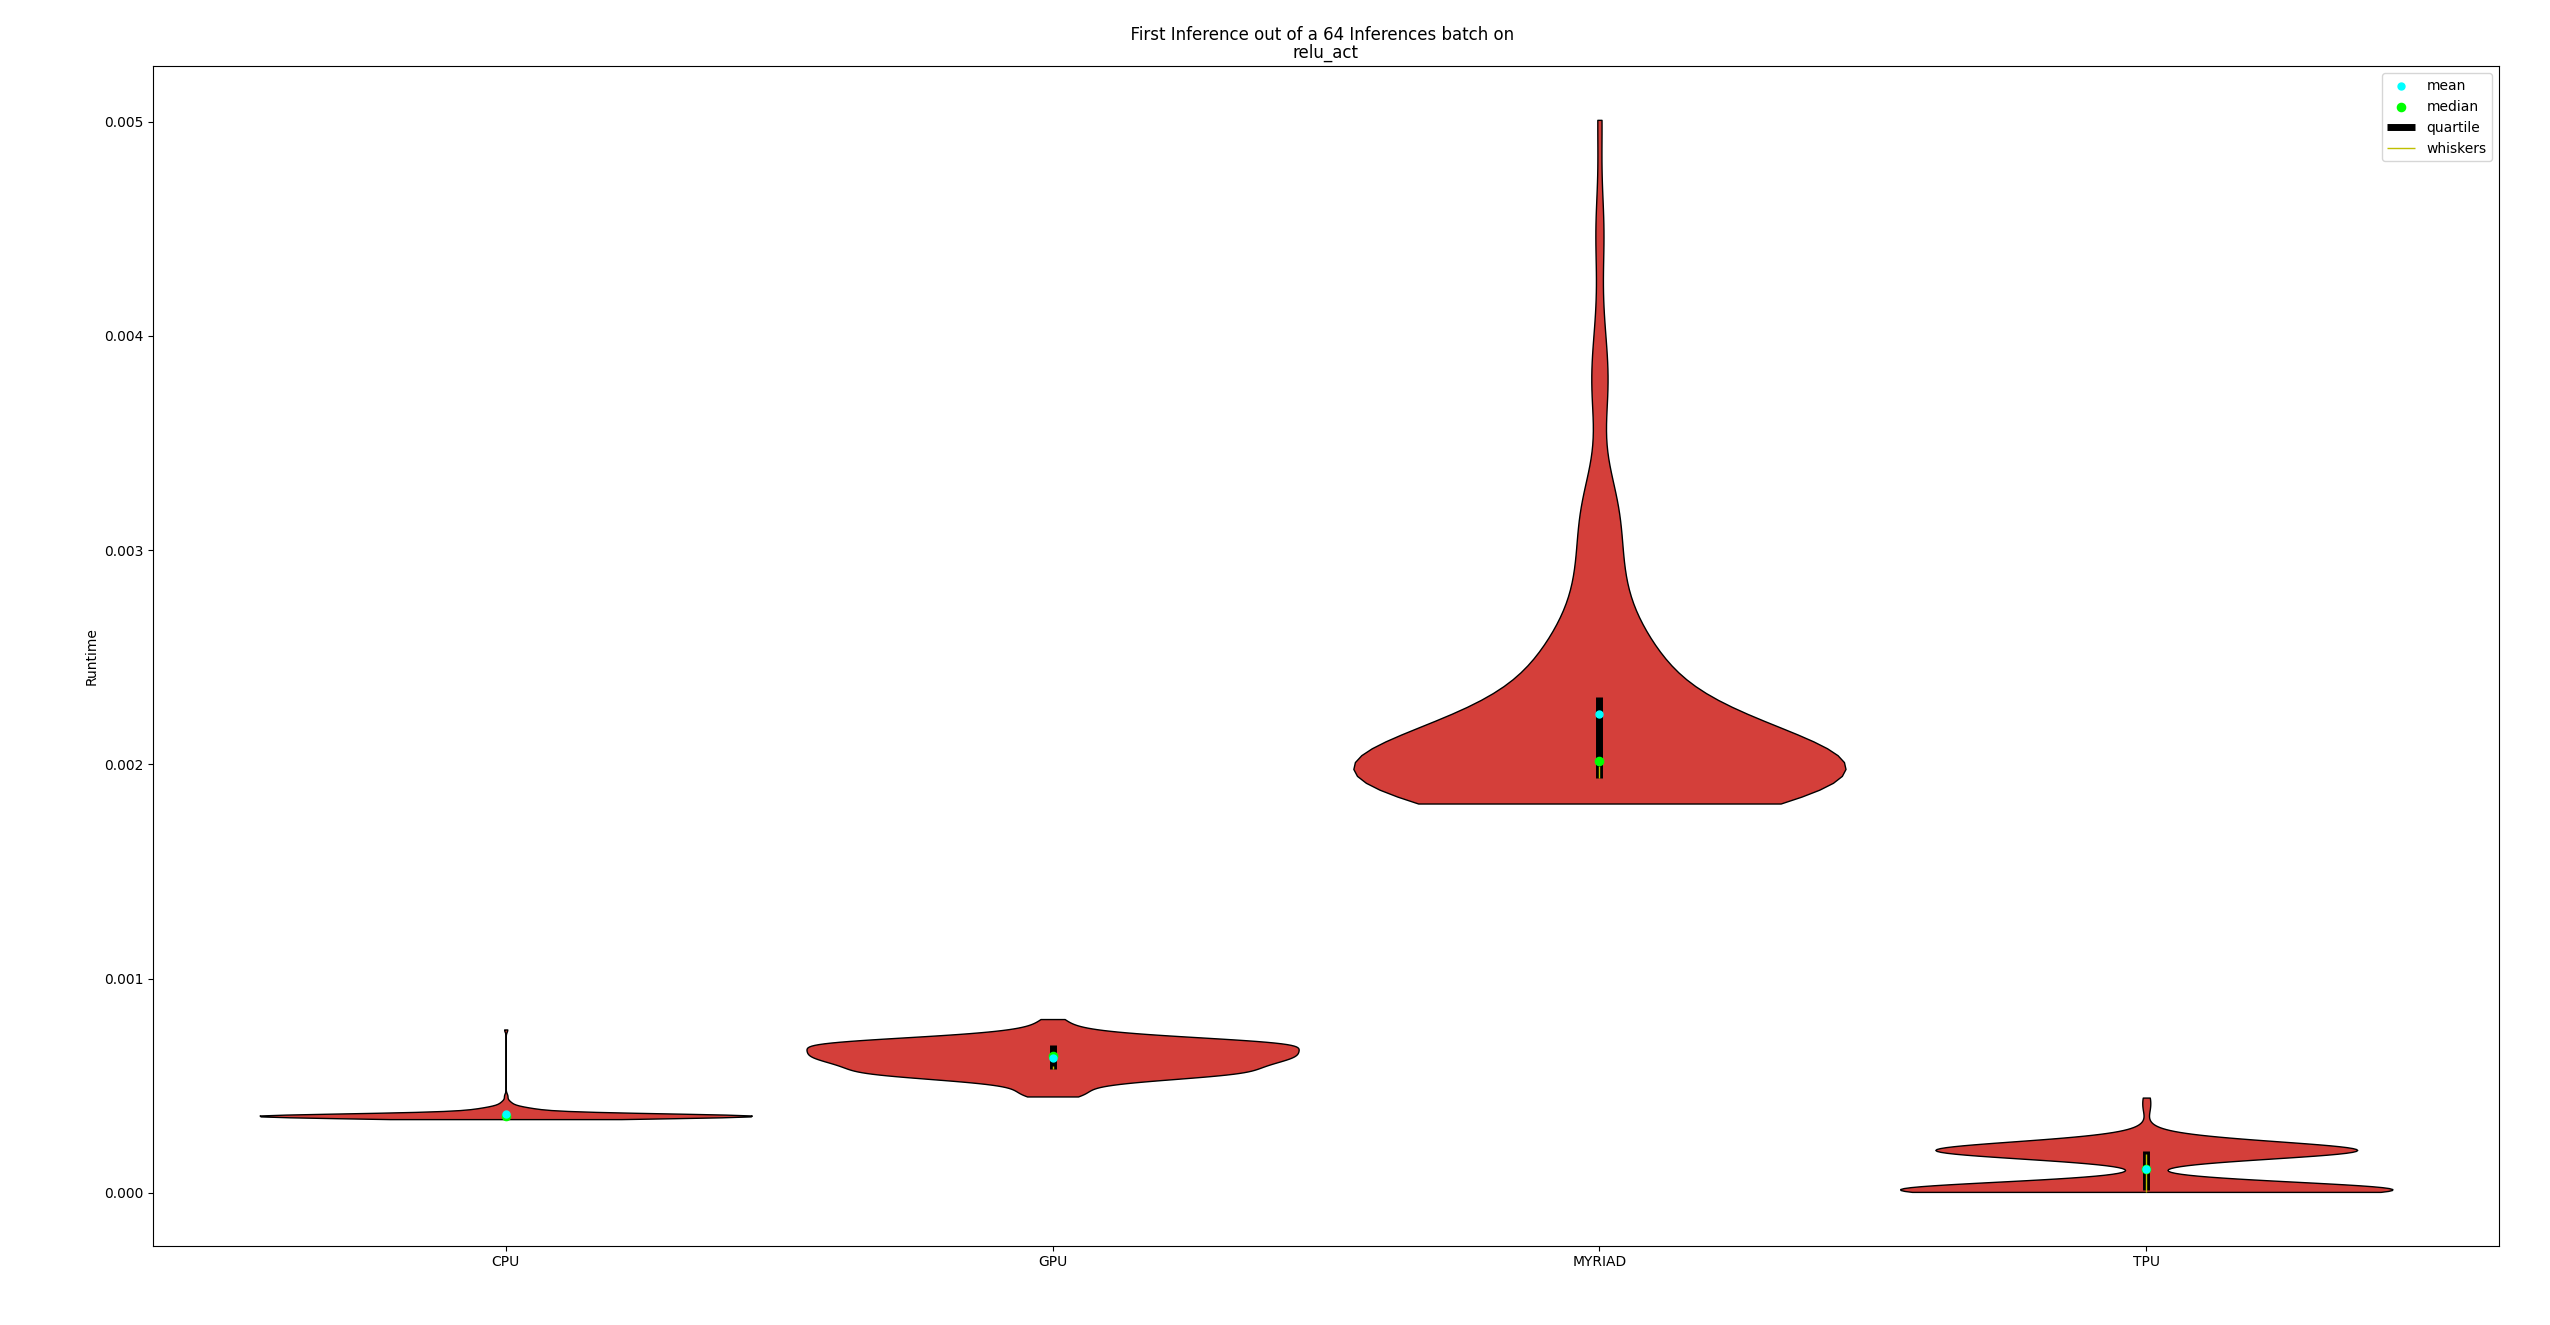 First Inference out of a 64 Inferences batch on
relu_act
mean
median
quartile
whiskers
0.005
0.004
0.003
0.002
0.001
0.000
Runtime
CPU
GPU
MYRIAD
TPU